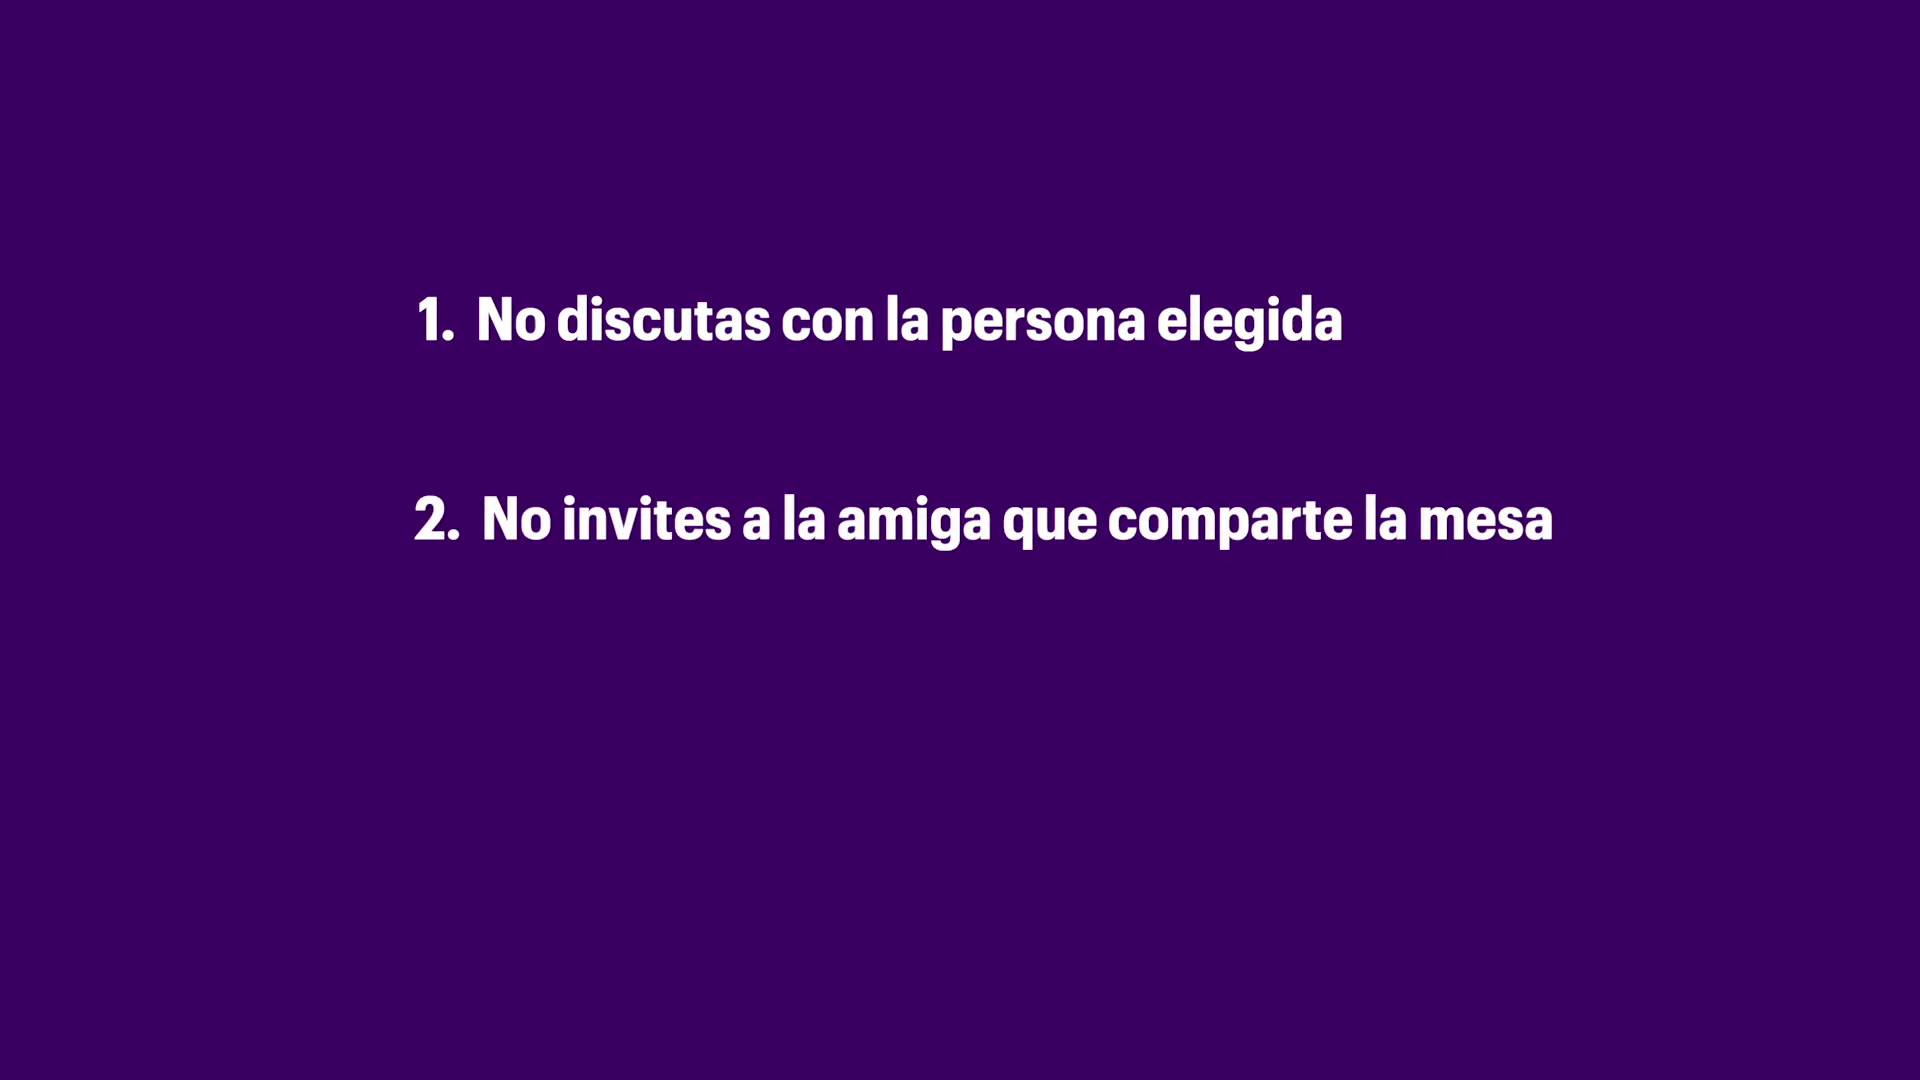 1. No discutas con la persona elegida
2. No invites a la amiga que comparte la mesa